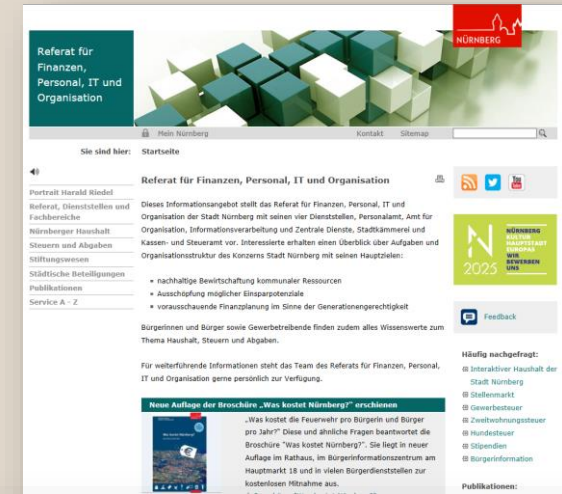 Referat für
Finanzen,
Personal, IT und
Organisation
NÜRNBERG
Mein Nürnberg
Kontakt
Sitemap
Sie sind hier:
Startseite
Portrait Harald Riedel
Referat, Dienststellen und
Fachbereiche
Nürnberger Haushalt
Steuern und Abgaben
Stiftungswesen
Städtische Beteiligungen
Publikationen
Service A - Z
Referat für Finanzen, Personal, IT und Organisation
Dieses Informationsangebot stellt das Referat für Finanzen, Personal, IT und
Organisation der Stadt Nürnberg mit seinen vier Dienststellen, Personalamt, Amt für
Organisation, Informationsverarbeitung und Zentrale Dienste, Stadtkämmerei und
Kassen- und Steueramt vor. Interessierte erhalten einen Überblick über Aufgaben und
Organisationsstruktur des Konzerns Stadt Nürnberg mit seinen Hauptzielen:
nachhaltige Bewirtschaftung kommunaler Ressourcen
Ausschöpfung möglicher Einsparpotenziale
vorausschauende Finanzplanung im Sinne der Generationengerechtigkeit
Bürgerinnen und Bürger sowie Gewerbetreibende finden zudem alles Wissenswerte zum
Thema Haushalt, Steuern und Abgaben.
Für weiterführende Informationen steht das Team des Referats für Finanzen, Personal,
IT und Organisation gerne persönlich zur Verfügung.
Neue Auflage der Broschüre „Was kostet Nürnberg?" erschienen
„Was kostet die Feuerwehr pro Bürgerin und Bürger
pro Jahr?" Diese und ähnliche Fragen beantwortet die
Broschüre "Was kostet Nürnberg?". Sie liegt in neuer
Auflage im Rathaus, im Bürgerinformationszentrum am
Hauptmarkt 18 und in vielen Bürgerdienststellen zur
kostenlosen Mitnahme aus.
You
N
2025
NÜRNBERG
KULTUR
HAUPTSTADT
EUROPAS
WIR
BEWERBEN
UNS
Feedback
Häufig nachgefragt:
Interaktiver Haushalt der
Stadt Nürnberg
Stellenmarkt
Gewerbesteuer
Zweitwohnungssteuer
Hundesteuer
Stipendien
Bürgerinformation
Publikationen: